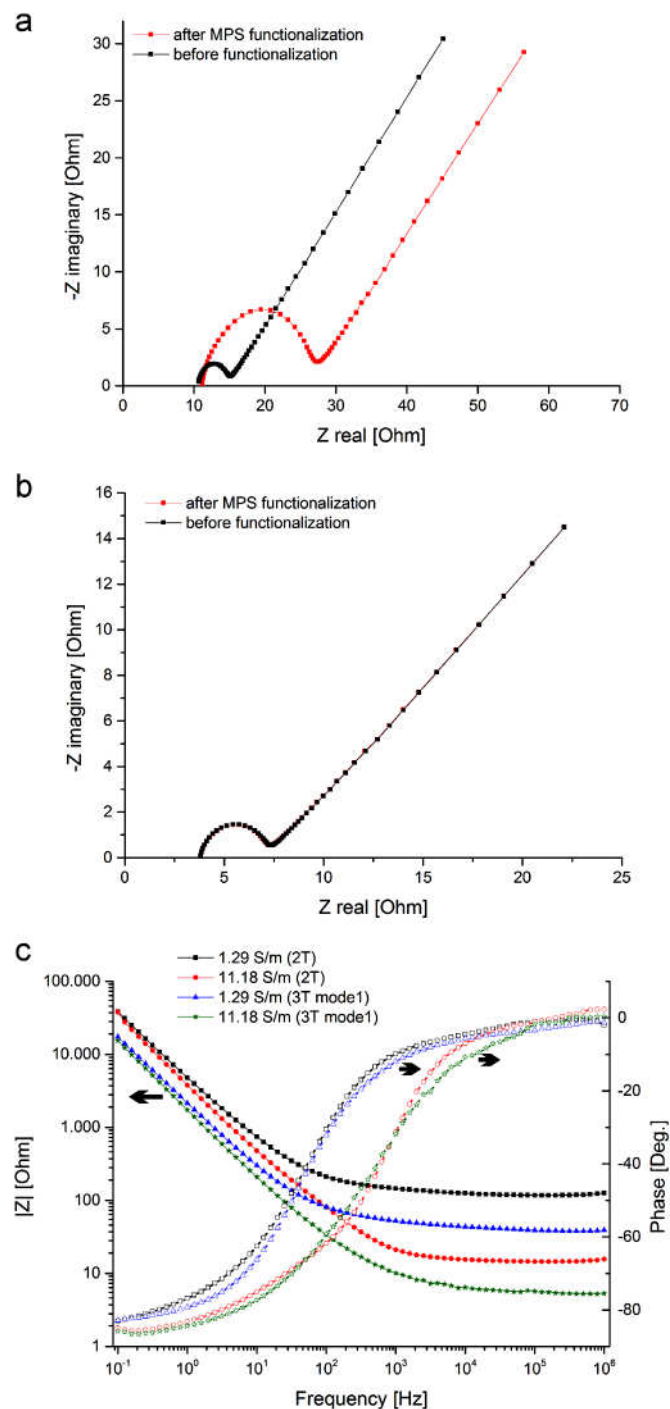 a
after MPS functionalization
before functionalization
30
25
20
15
10
5
0
-Z imaginary [Ohm]
0 10 20 30 40 50 60 70
Z real [Ohm]
b
after MPS functionalization
before functionalization
16
14
12
10
8
6
4
2
0
-Z imaginary [Ohm]
0 5 10 15 20 25
Z real [Ohm]
c
1.29 S/m (2T)
11.18 S/m (2T)
1.29 S/m (3T mode1)
11.18 S/m (3T mode1)
100.000
10.000
1.000
100
10
1
|Z| [Ohm]
0
-20
-40
-60
-80
Phase [Deg.]
10⁻¹ 10⁰ 10¹ 10² 10³ 10⁴ 10⁵ 10⁶
Frequency [Hz]